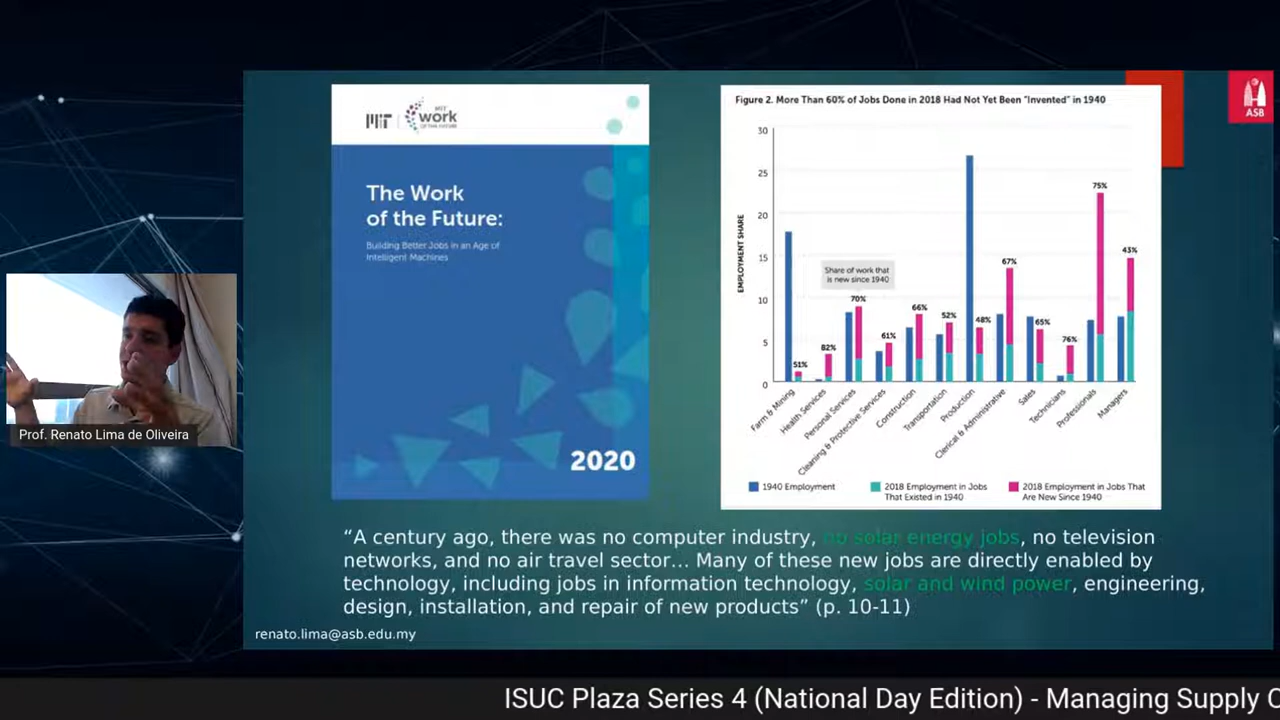 MIT
MIT
work
OF THE FUTURE
The Work
of the Future:
Building Better Jobs in an Age of
Intelligent Machines
2020
Figure 2. More Than 60% of Jobs Done in 2018 Had Not Yet Been "Invented" in 1940
ASB
EMPLOYMENT SHARE
30
25
20
15
10
5
0
Share of work that
is new since 1940
51%
82%
70%
61%
66%
52%
48%
67%
65%
76%
75%
43%
Farm & Mining
Health Services
Personal Services
Cleaning & Protective Services
Construction
Transportation
Production
Clerical & Administrative
Sales
Technicians
Professionals
Managers
1940 Employment
2018 Employment in Jobs
That Existed in 1940
2018 Employment in Jobs That
Are New Since 1940
Prof. Renato Lima de Oliveira
“A century ago, there was no computer industry, no solar energy jobs, no television
networks, and no air travel sector… Many of these new jobs are directly enabled by
technology, including jobs in information technology, solar and wind power, engineering,
design, installation, and repair of new products” (p. 10-11)
renato.lima@asb.edu.my
ISUC Plaza Series 4 (National Day Edition) - Managing Supply C